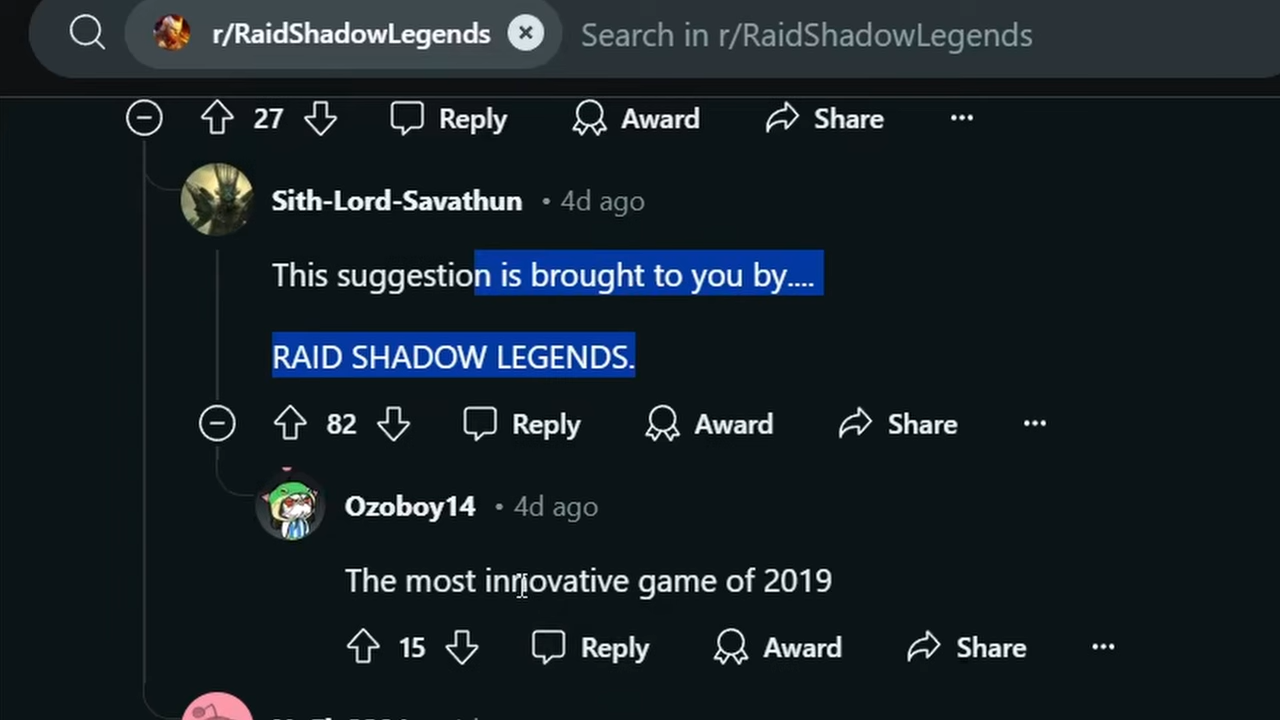 r/RaidShadowLegends Search in r/RaidShadowLegends
27 Reply Award Share
Sith-Lord-Savathun • 4d ago
This suggestion is brought to you by....
RAID SHADOW LEGENDS.
82 Reply Award Share
Ozoboy14 • 4d ago
The most innovative game of 2019
15 Reply Award Share